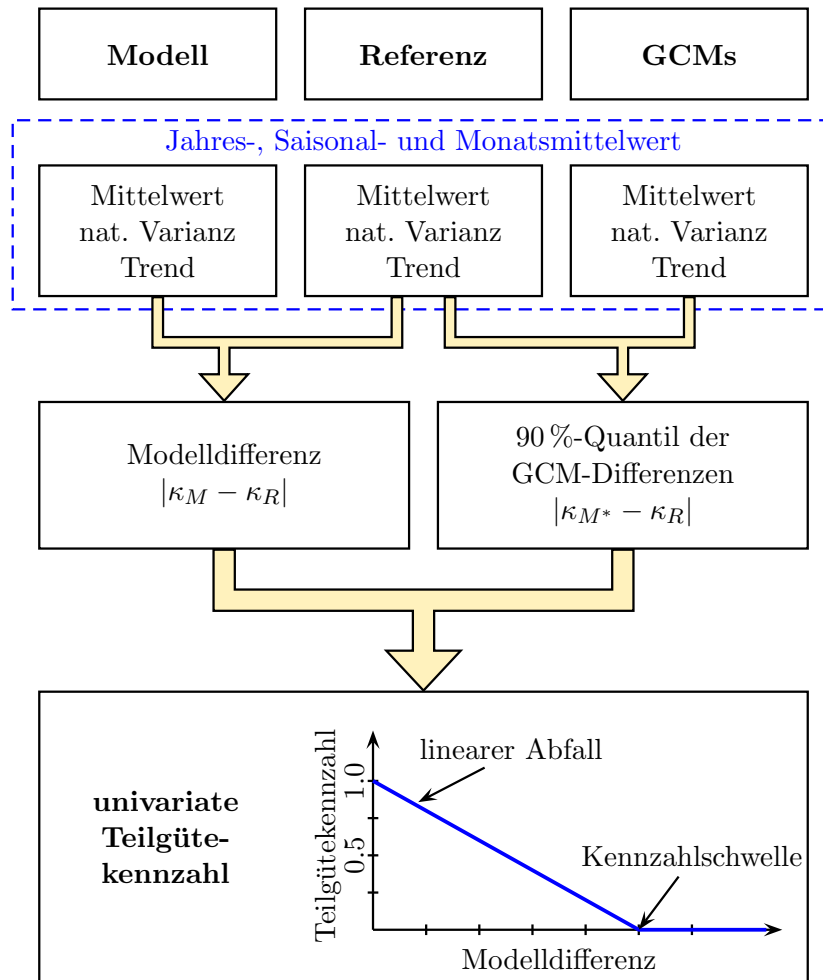 Modell
Referenz
GCMs
Jahres-, Saisonal- und Monatsmittelwert
Mittelwert
nat. Varianz
Trend
Mittelwert
nat. Varianz
Trend
Mittelwert
nat. Varianz
Trend
Modelldifferenz
|κ_M − κ_R|
90 %-Quantil der
GCM-Differenzen
|κ_{M*} − κ_R|
univariate
Teilgüte-
kennzahl
Teilgütekennzahl
1.0
0.5
linearer Abfall
Kennzahlschwelle
Modelldifferenz